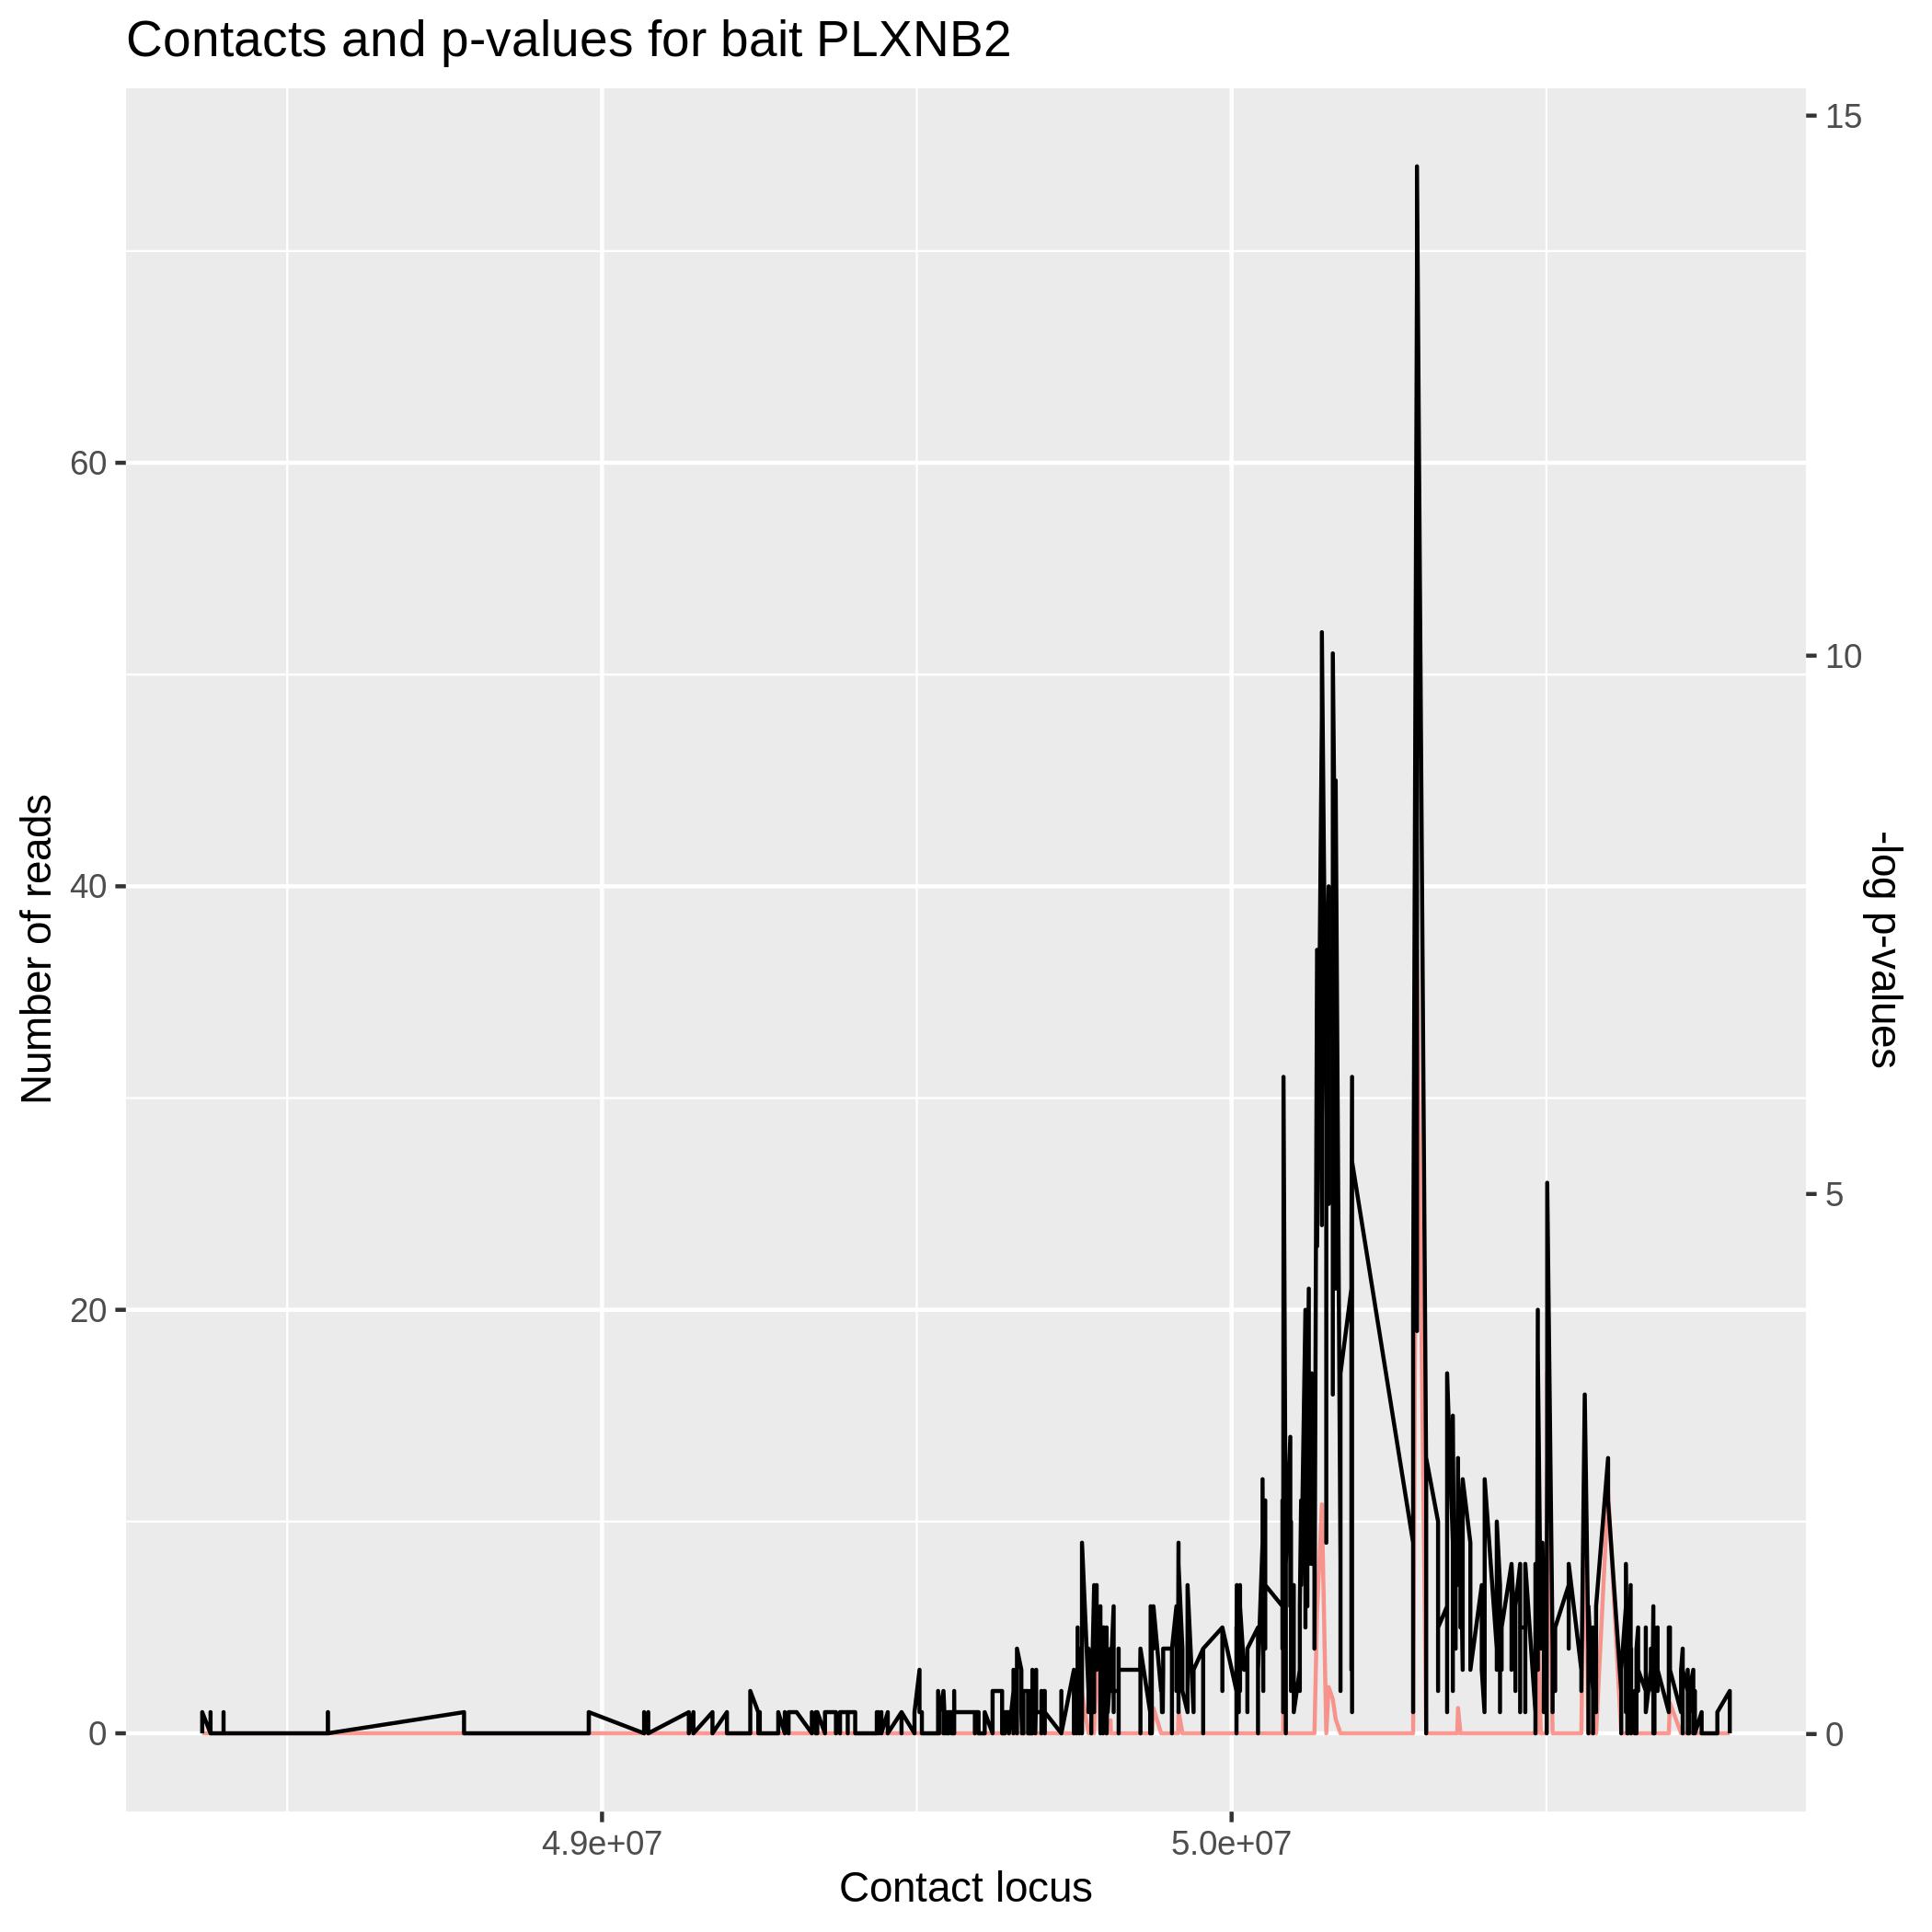 Contacts and p-values for bait PLXNB2
15
60
10
40
5
20
0
0
Number of reads
-log p-values
4.9e+07
5.0e+07
Contact locus